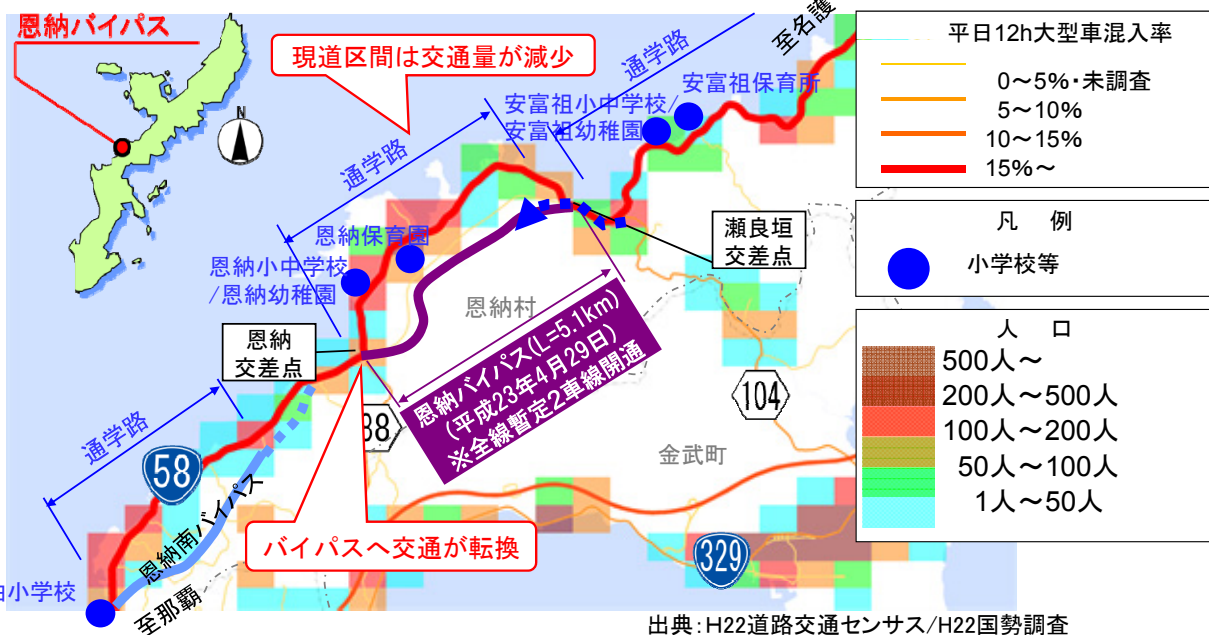 恩納バイパス
N
現道区間は交通量が減少
通学路
至名護
安富祖保育所
安富祖小中学校/
安富祖幼稚園
通学路
恩納保育園
恩納小中学校
/恩納幼稚園
瀬良垣
交差点
恩納村
恩納
交差点
恩納バイパス(L=5.1km)
(平成23年4月29日)
※全線暫定2車線開通
104
88
通学路
58
金武町
恩納南バイパス
バイパスへ交通が転換
329
小学校
至那覇
平日12h大型車混入率
0～5%・未調査
5～10%
10～15%
15%～
凡 例
小学校等
人 口
500人～
200人～500人
100人～200人
50人～100人
1人～50人
出典：H22道路交通センサス/H22国勢調査